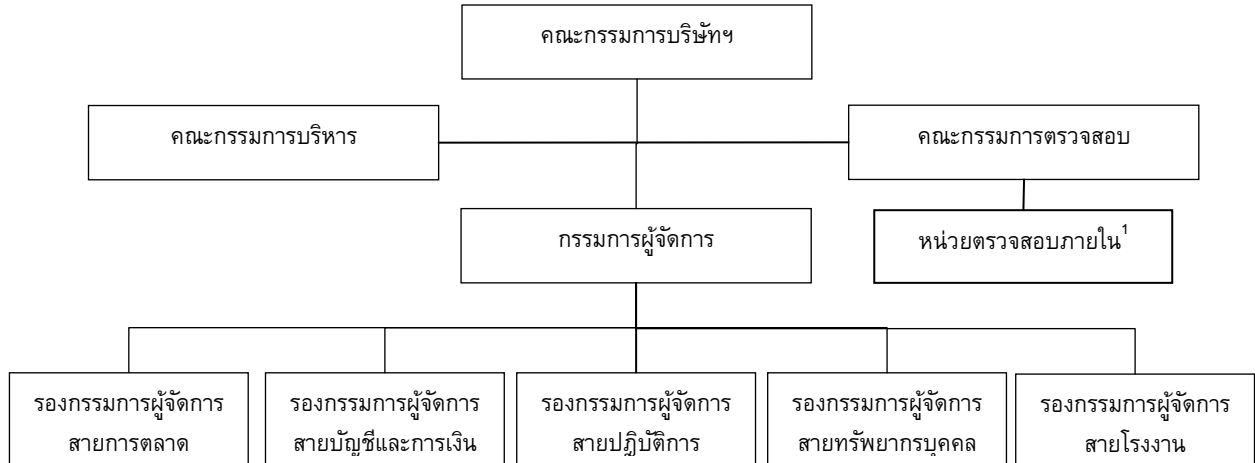 คณะกรรมการบริษัทฯ
คณะกรรมการบริหาร
คณะกรรมการตรวจสอบ
กรรมการผู้จัดการ
หน่วยตรวจสอบภายใน¹
รองกรรมการผู้จัดการ
สายการตลาด
รองกรรมการผู้จัดการ
สายบัญชีและการเงิน
รองกรรมการผู้จัดการ
สายปฏิบัติการ
รองกรรมการผู้จัดการ
สายทรัพยากรบุคคล
รองกรรมการผู้จัดการ
สายโรงงาน